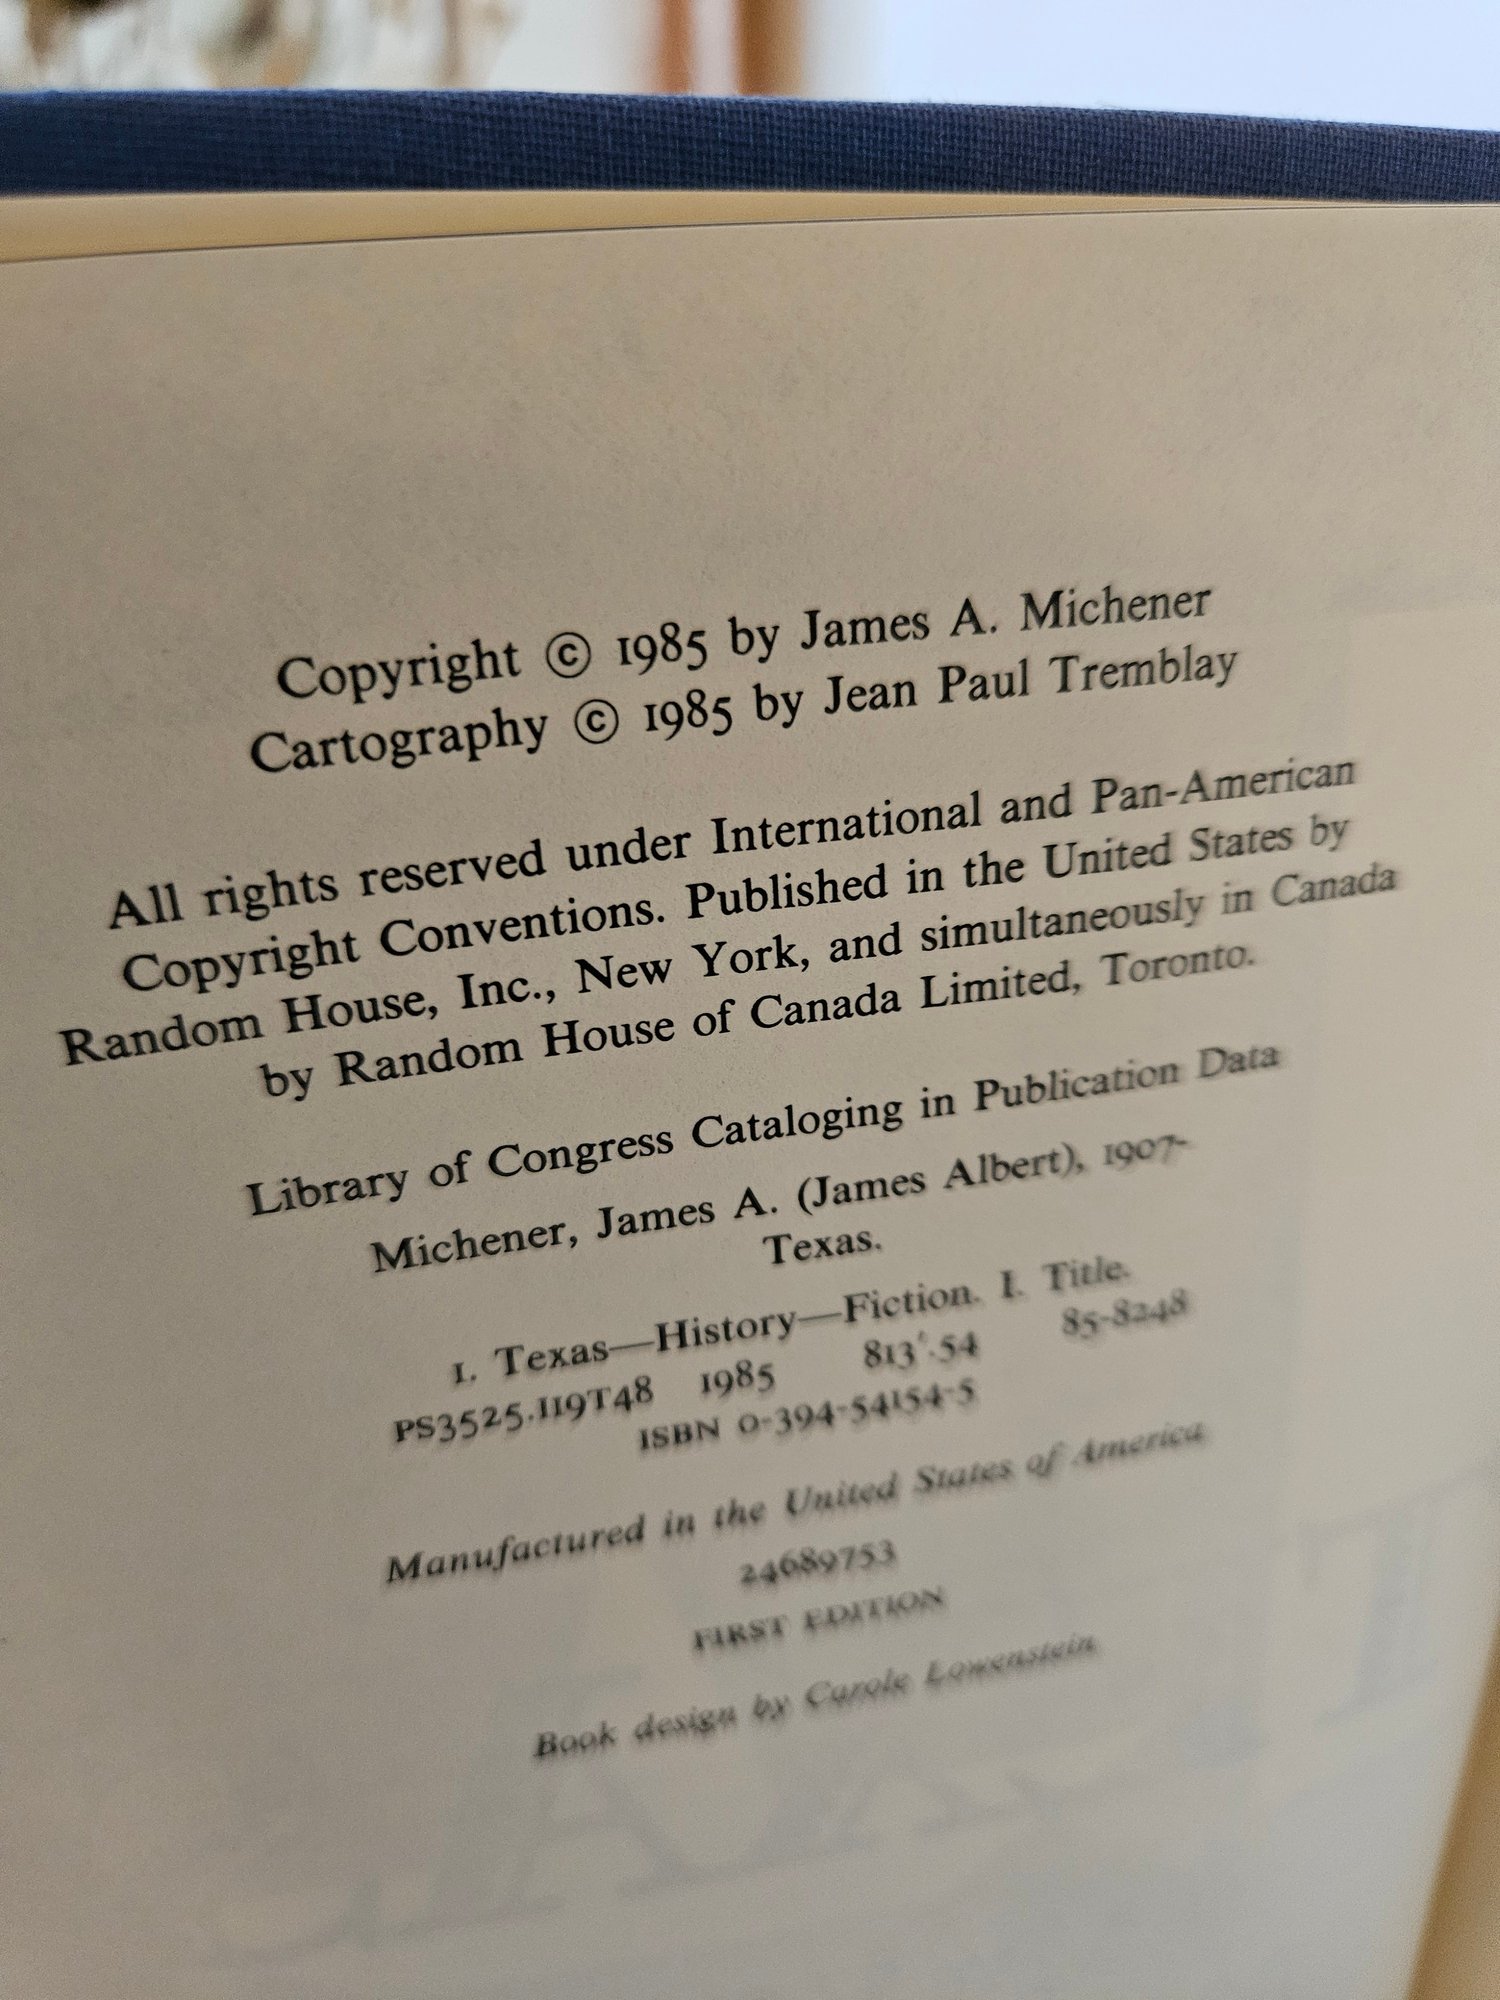 Copyright © 1985 by James A. Michener
Cartography © 1985 by Jean Paul Tremblay
All rights reserved under International and Pan-American
Copyright Conventions. Published in the United States by
Random House, Inc., New York, and simultaneously in Canada
by Random House of Canada Limited, Toronto.
Library of Congress Cataloging in Publication Data
Michener, James A. (James Albert), 1907-
Texas.
1. Texas—History—Fiction. I. Title.
PS3525.I19T48 1985 813'.54 85-8248
ISBN 0-394-54154-5
Manufactured in the United States of America
24689753
FIRST EDITION
Book design by Carole Lowenstein